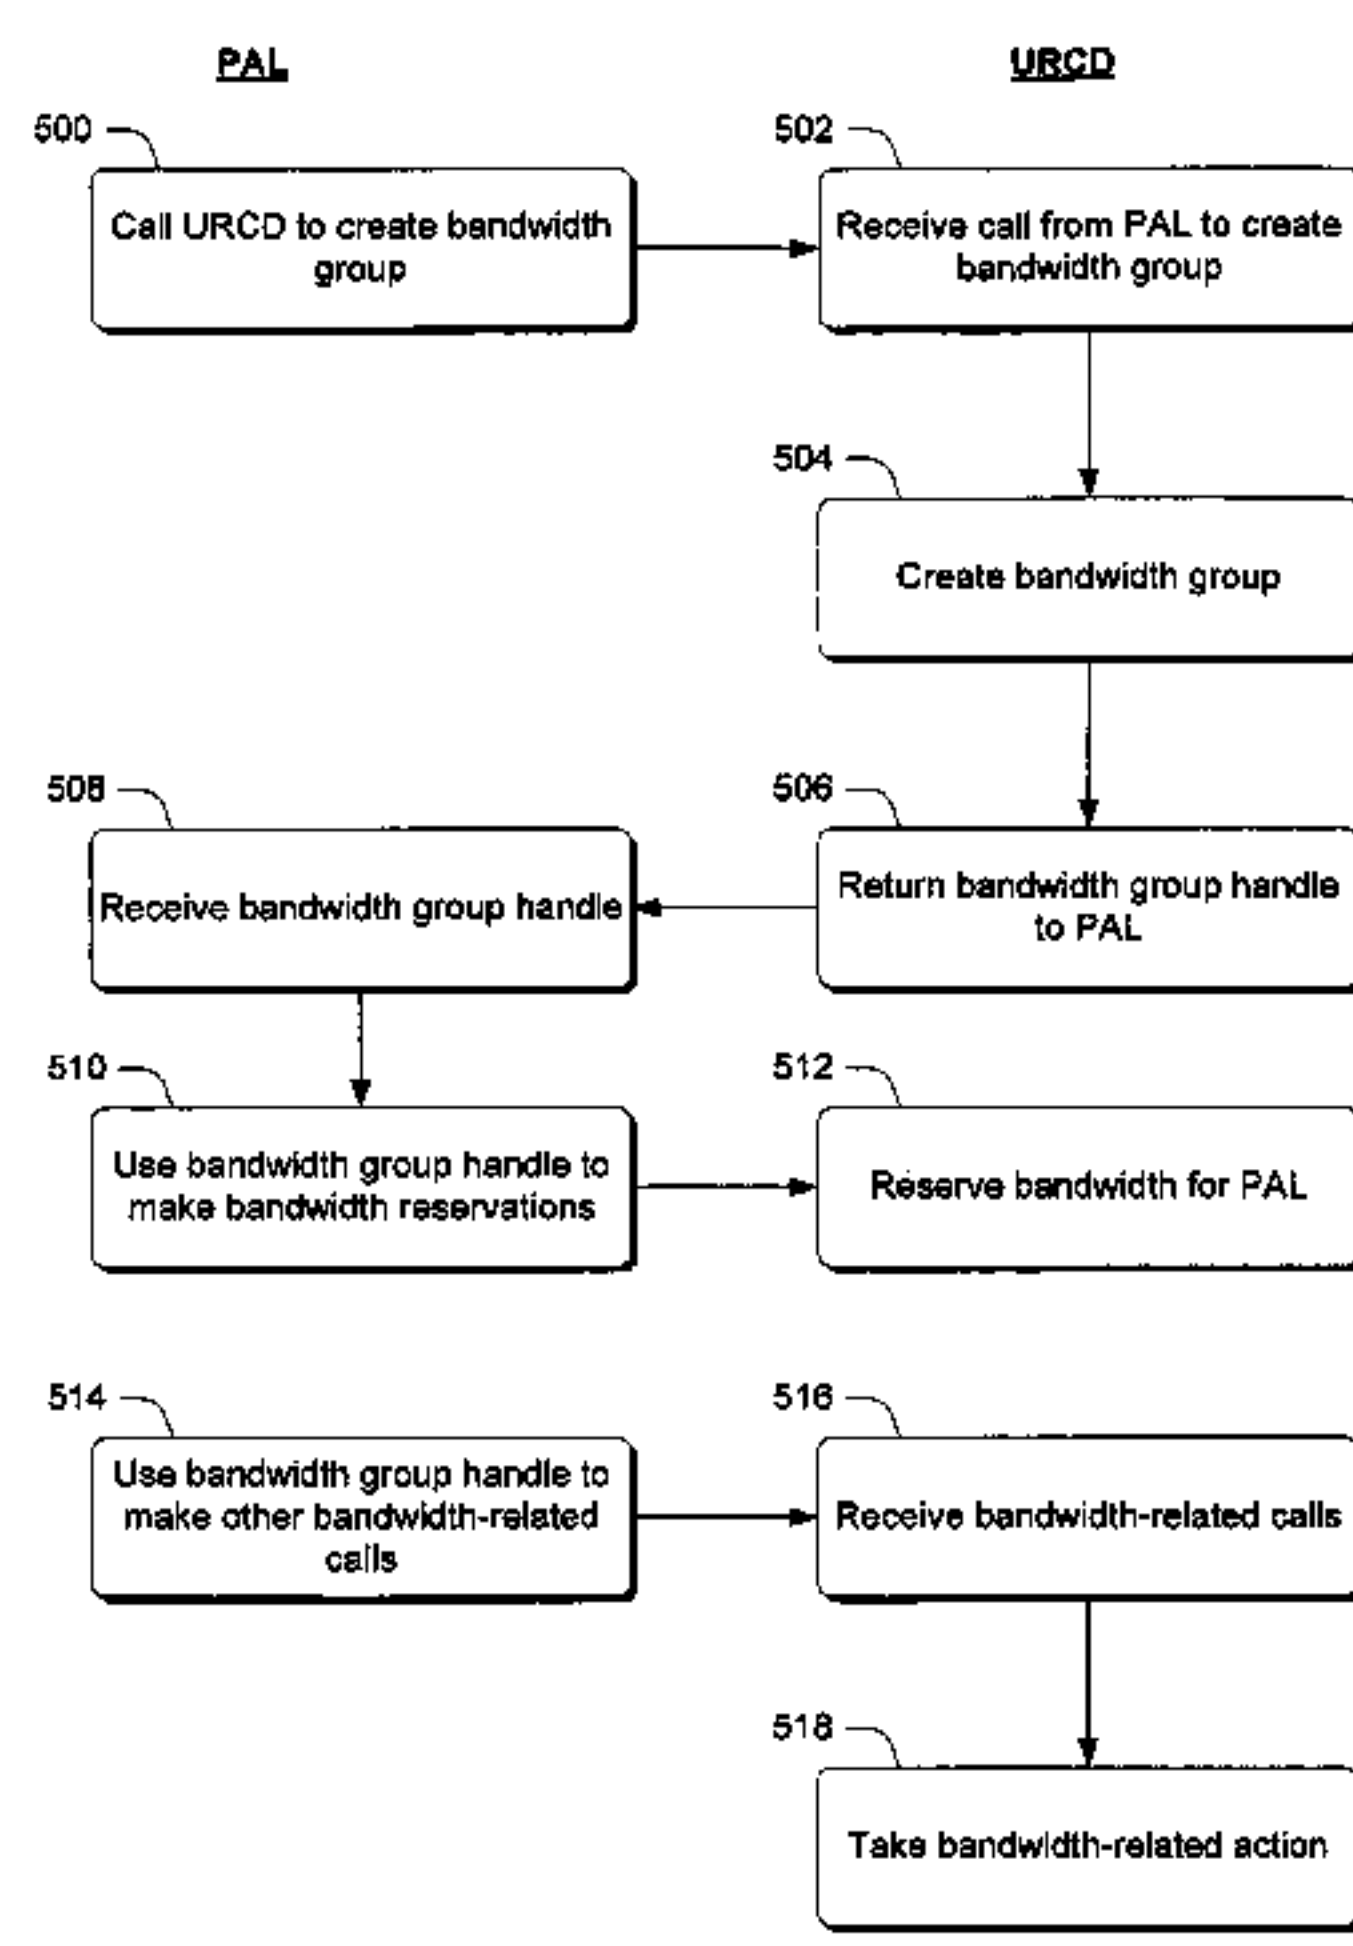 PAL
URCD
500
502
Call URCD to create bandwidth
group
Receive call from PAL to create
bandwidth group
504
Create bandwidth group
508
506
Receive bandwidth group handle
Return bandwidth group handle
to PAL
510
512
Use bandwidth group handle to
make bandwidth reservations
Reserve bandwidth for PAL
514
516
Use bandwidth group handle to
make other bandwidth-related
calls
Receive bandwidth-related calls
518
Take bandwidth-related action